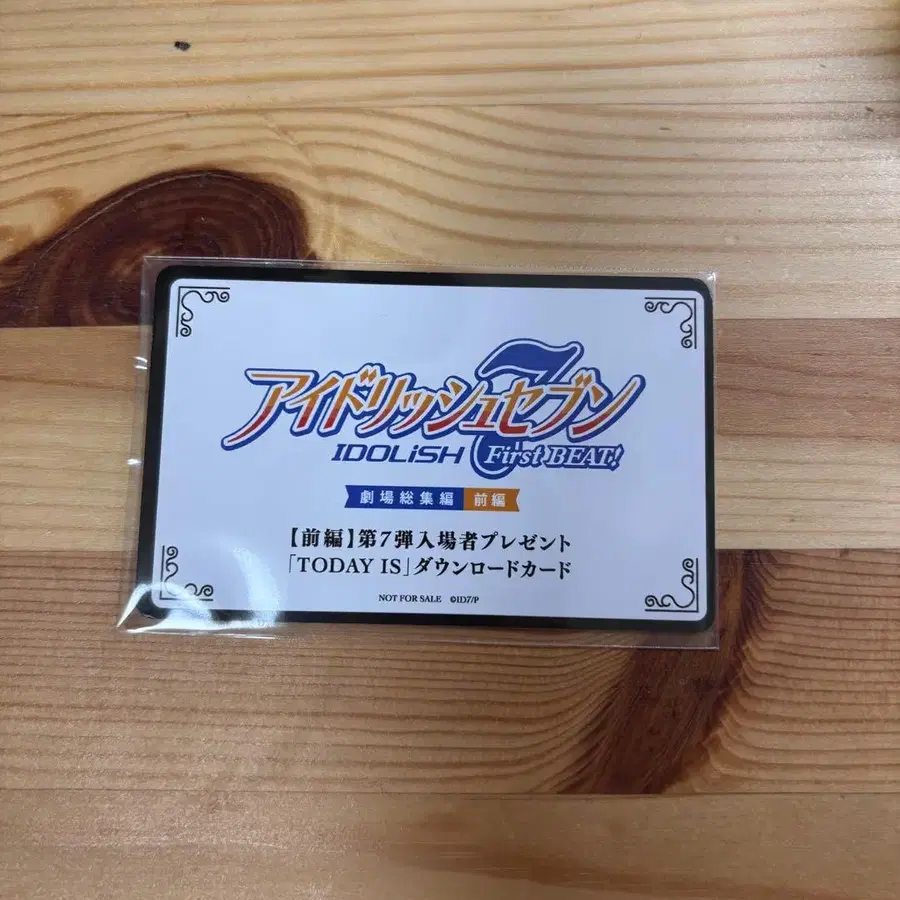 アイドリッシュセブン
IDOLiSH 7 First BEAT!
劇場総集編 前編
【前編】第7弾入場者プレゼント
「TODAY IS」ダウンロードカード
NOT FOR SALE ©ID7/P